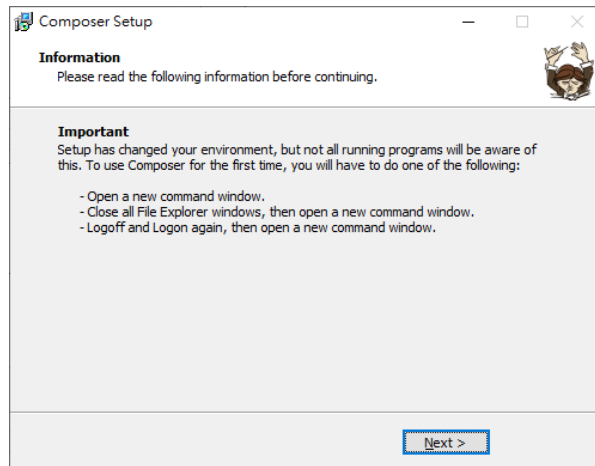 Composer Setup
Information
Please read the following information before continuing.
Important
Setup has changed your environment, but not all running programs will be aware of
this. To use Composer for the first time, you will have to do one of the following:
- Open a new command window.
- Close all File Explorer windows, then open a new command window.
- Logoff and Logon again, then open a new command window.
Next >